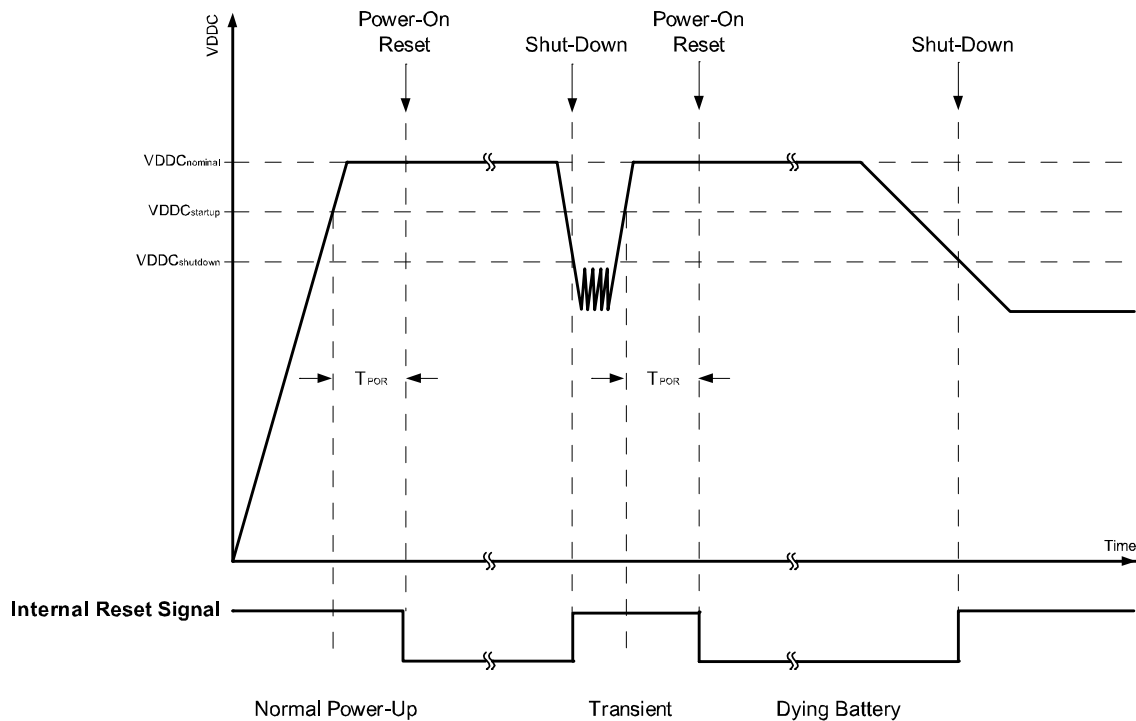 VDDC
Power-On
Reset
Shut-Down
Power-On
Reset
Shut-Down
VDDCnominal
VDDCstartup
VDDCshutdown
TPOR
TPOR
Time
Internal Reset Signal
Normal Power-Up
Transient
Dying Battery